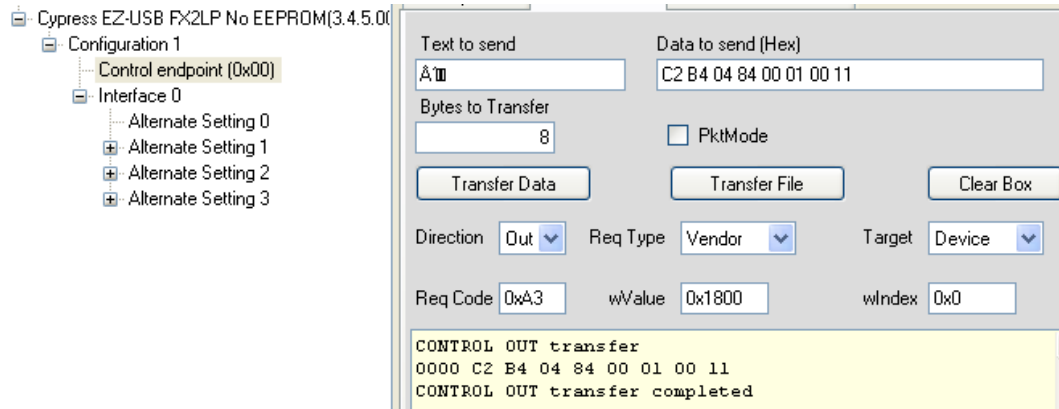 Cypress EZ-USB FX2LP No EEPROM(3.4.5.0(
Configuration 1
Control endpoint (0x00)
Interface 0
Alternate Setting 0
Alternate Setting 1
Alternate Setting 2
Alternate Setting 3
Text to send Data to send (Hex)
C2 B4 04 84 00 01 00 11
Bytes to Transfer
8 PktMode
Transfer Data Transfer File Clear Box
Direction Out Req Type Vendor Target Device
Req Code 0xA3 wValue 0x1800 wIndex 0x0
CONTROL OUT transfer
0000 C2 B4 04 84 00 01 00 11
CONTROL OUT transfer completed